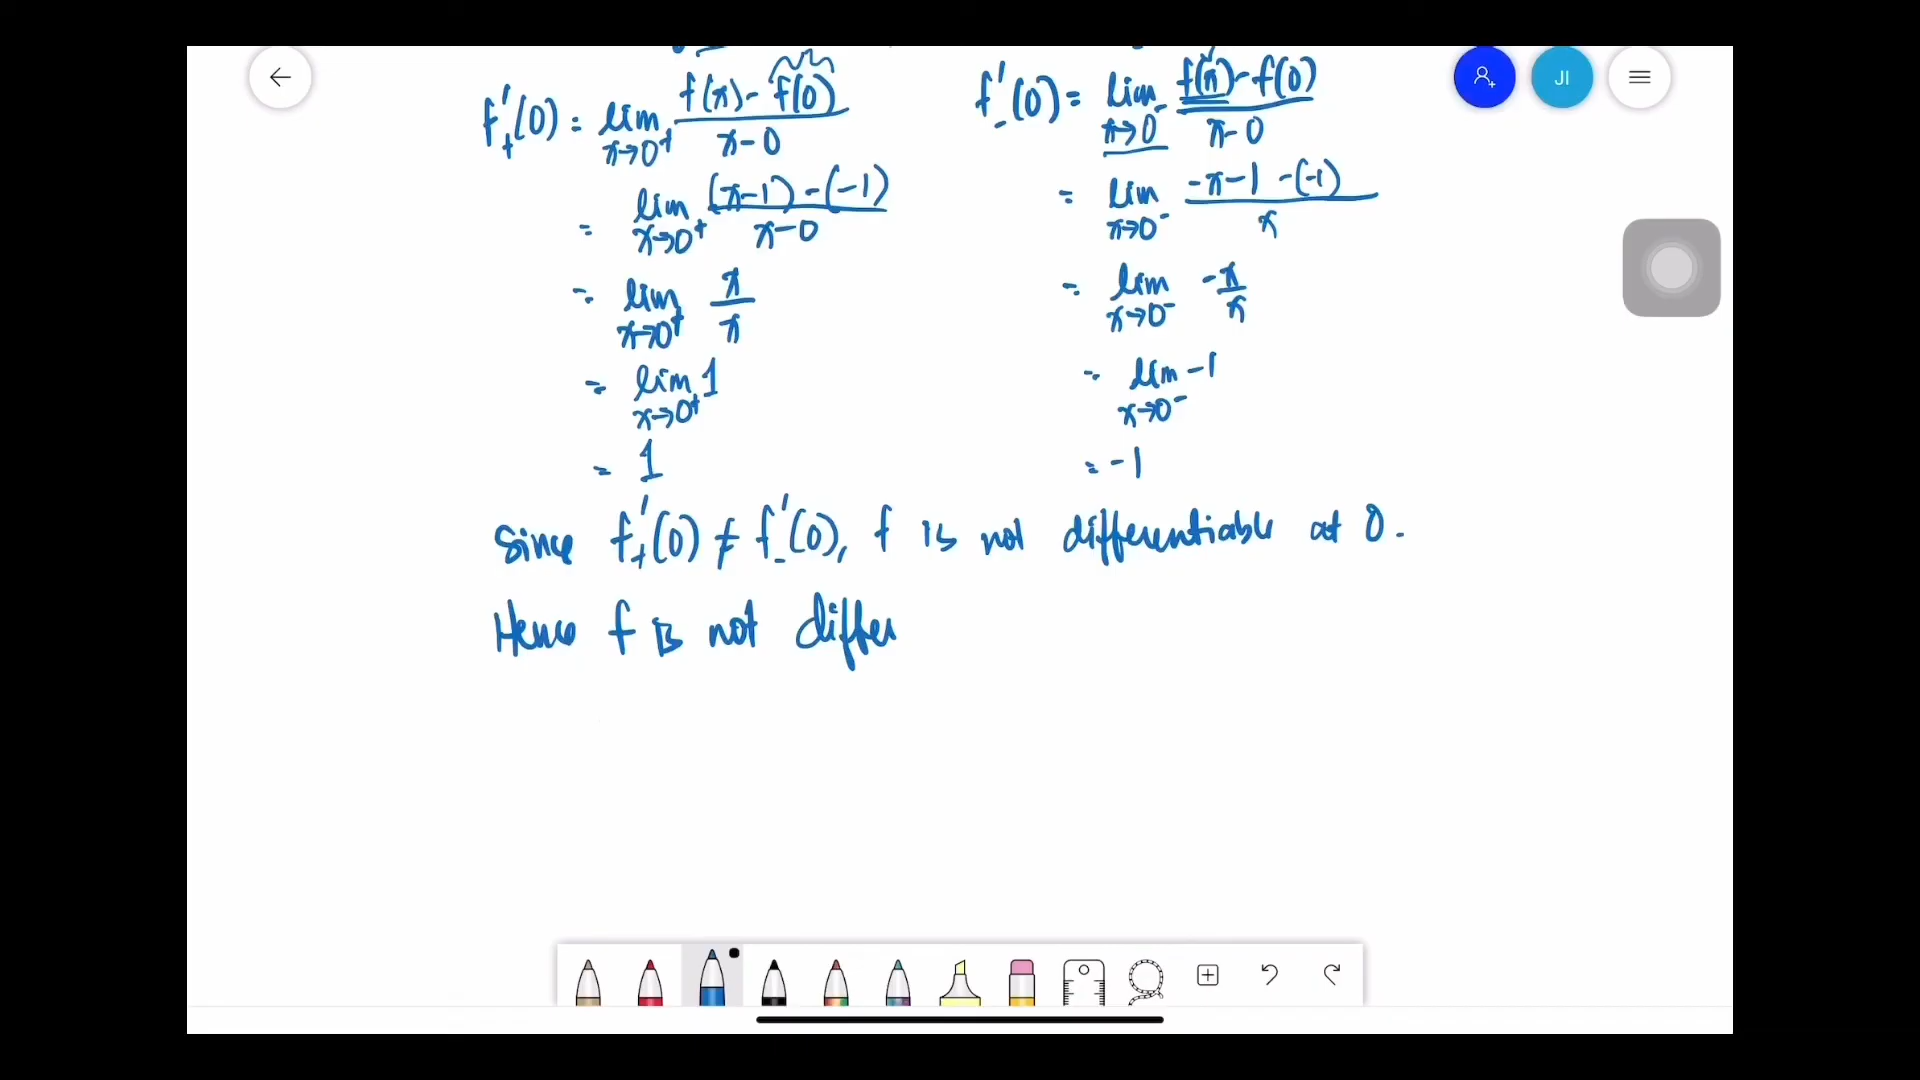 f₊'(0) = lim x→0⁺ (f(x) - f(0))/(x-0)
= lim x→0⁺ ((x-1) - (-1))/(x-0)
= lim x→0⁺ x/x
= lim x→0⁺ 1
= 1
f₋'(0) = lim x→0⁻ (f(x) - f(0))/(x-0)
= lim x→0⁻ (-x-1 -(-1))/x
= lim x→0⁻ -x/x
= lim x→0⁻ -1
= -1
Since f₊'(0) ≠ f₋'(0), f is not differentiable at 0.
Hence f is not differ
JI